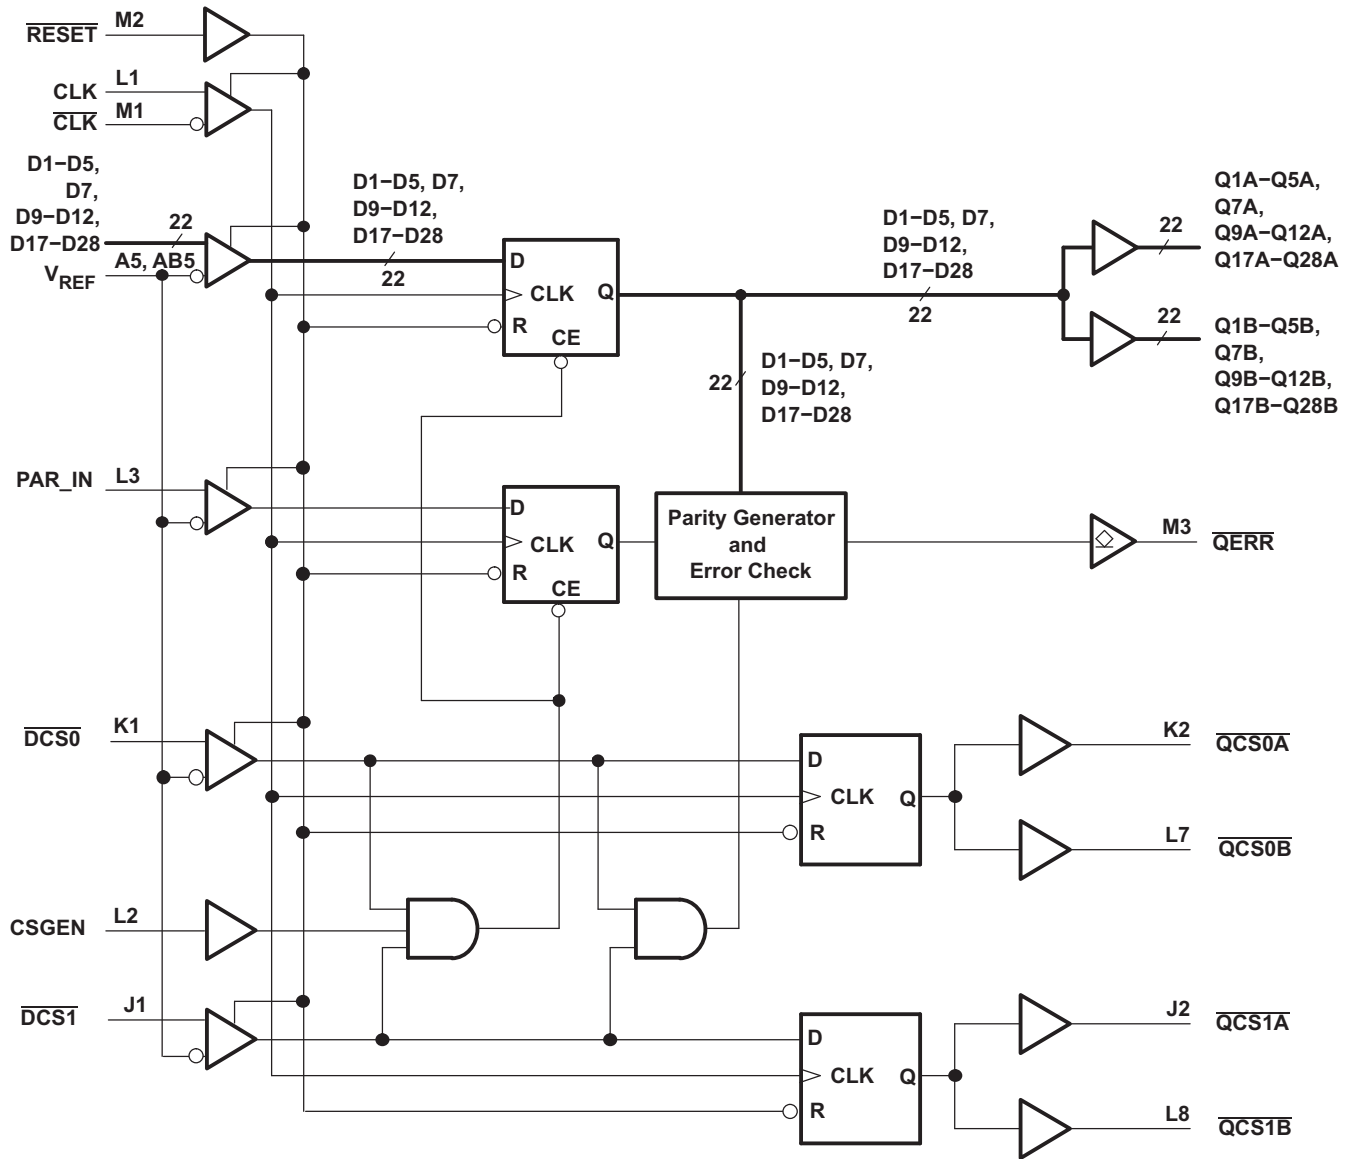 RESET M2
CLK L1
CLK M1
D1−D5,
D7,
D9−D12,
D17−D28
22
VREF A5, AB5
D1−D5, D7,
D9−D12,
D17−D28
22
D
CLK Q
R
CE
D1−D5, D7,
D9−D12,
D17−D28
22
22
Q1A−Q5A,
Q7A,
Q9A−Q12A,
Q17A−Q28A
22
Q1B−Q5B,
Q7B,
Q9B−Q12B,
Q17B−Q28B
22
D1−D5, D7,
D9−D12,
D17−D28
PAR_IN L3
D
CLK Q
R
CE
Parity Generator
and
Error Check
M3 QERR
DCS0 K1
D
CLK Q
R
K2 QCS0A
L7 QCS0B
CSGEN L2
DCS1 J1
D
CLK Q
R
J2 QCS1A
L8 QCS1B